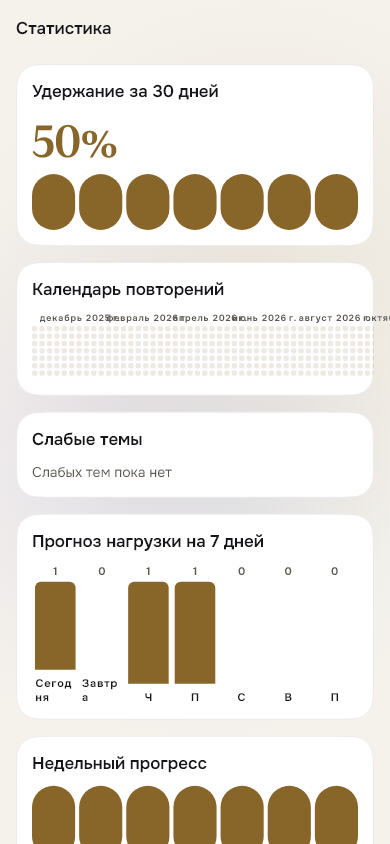 Статистика
Удержание за 30 дней
50%
Календарь повторений
декабрь 2025 г. февраль 2026 г. апрель 2026 г. июнь 2026 г. август 2026 г. октя
Слабые темы
Слабых тем пока нет
Прогноз нагрузки на 7 дней
1 0 1 1 0 0 0
Сегод Завтр
ня а Ч П С В П
Недельный прогресс